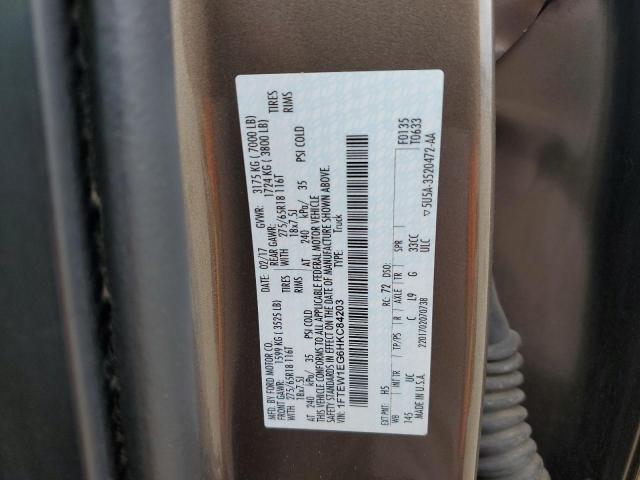 MFD. BY FORD MOTOR CO.
DATE: 02/17 GVWR: 3175 KG ( 7000 LB)
FRONT GAWR: 1599 KG ( 3525 LB) REAR GAWR: 1724 KG ( 3800 LB)
WITH 275/65R18 116T TIRES WITH 275/65R18 116T TIRES
18x7.5J RIMS 18x7.5J RIMS
AT 240 kPa/ 35 PSI COLD AT 240 kPa/ 35 PSI COLD
THIS VEHICLE CONFORMS TO ALL APPLICABLE FEDERAL MOTOR VEHICLE
SAFETY STANDARDS IN EFFECT ON THE DATE OF MANUFACTURE SHOWN ABOVE.
VIN: 1FTEW1EG6HKC84203 TYPE: Truck
EXT PNT: H5 RC: 72 DSO: F0135
WB INT TR TP/PS R AXLE TR SPR T0633
145 UC C L9 G 33CC
ULC
MADE IN U.S.A. 220170207073B ▽5U5A-3520472-AA